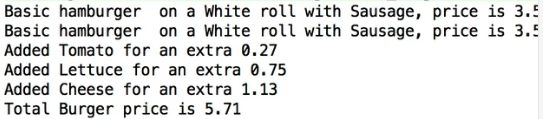 Basic hamburger  on a White roll with Sausage, price is 3.5
Basic hamburger  on a White roll with Sausage, price is 3.5
Added Tomato for an extra 0.27
Added Lettuce for an extra 0.75
Added Cheese for an extra 1.13
Total Burger price is 5.71